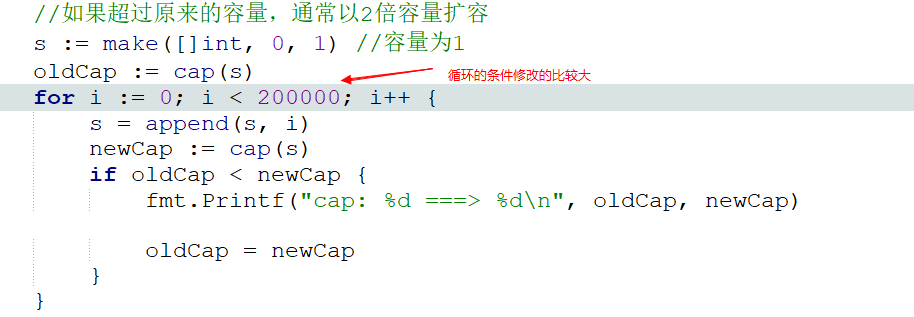 //如果超过原来的容量，通常以2倍容量扩容
s := make([]int, 0, 1) //容量为1
oldCap := cap(s)
循环的条件修改的比较大
for i := 0; i < 200000; i++ {
s = append(s, i)
newCap := cap(s)
if oldCap < newCap {
fmt.Printf("cap: %d ===> %d\n", oldCap, newCap)
oldCap = newCap
}
}